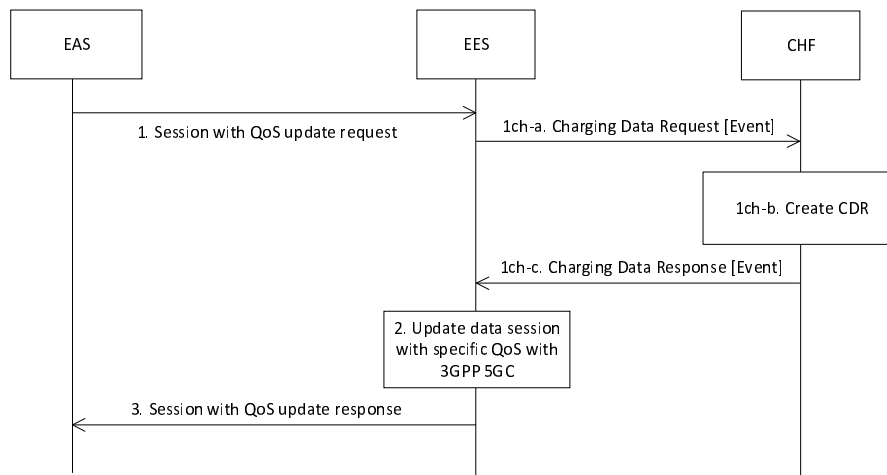 EAS
EES
CHF
1. Session with QoS update request
1ch-a. Charging Data Request [Event]
1ch-b. Create CDR
1ch-c. Charging Data Response [Event]
2. Update data session
with specific QoS with
3GPP 5GC
3. Session with QoS update response